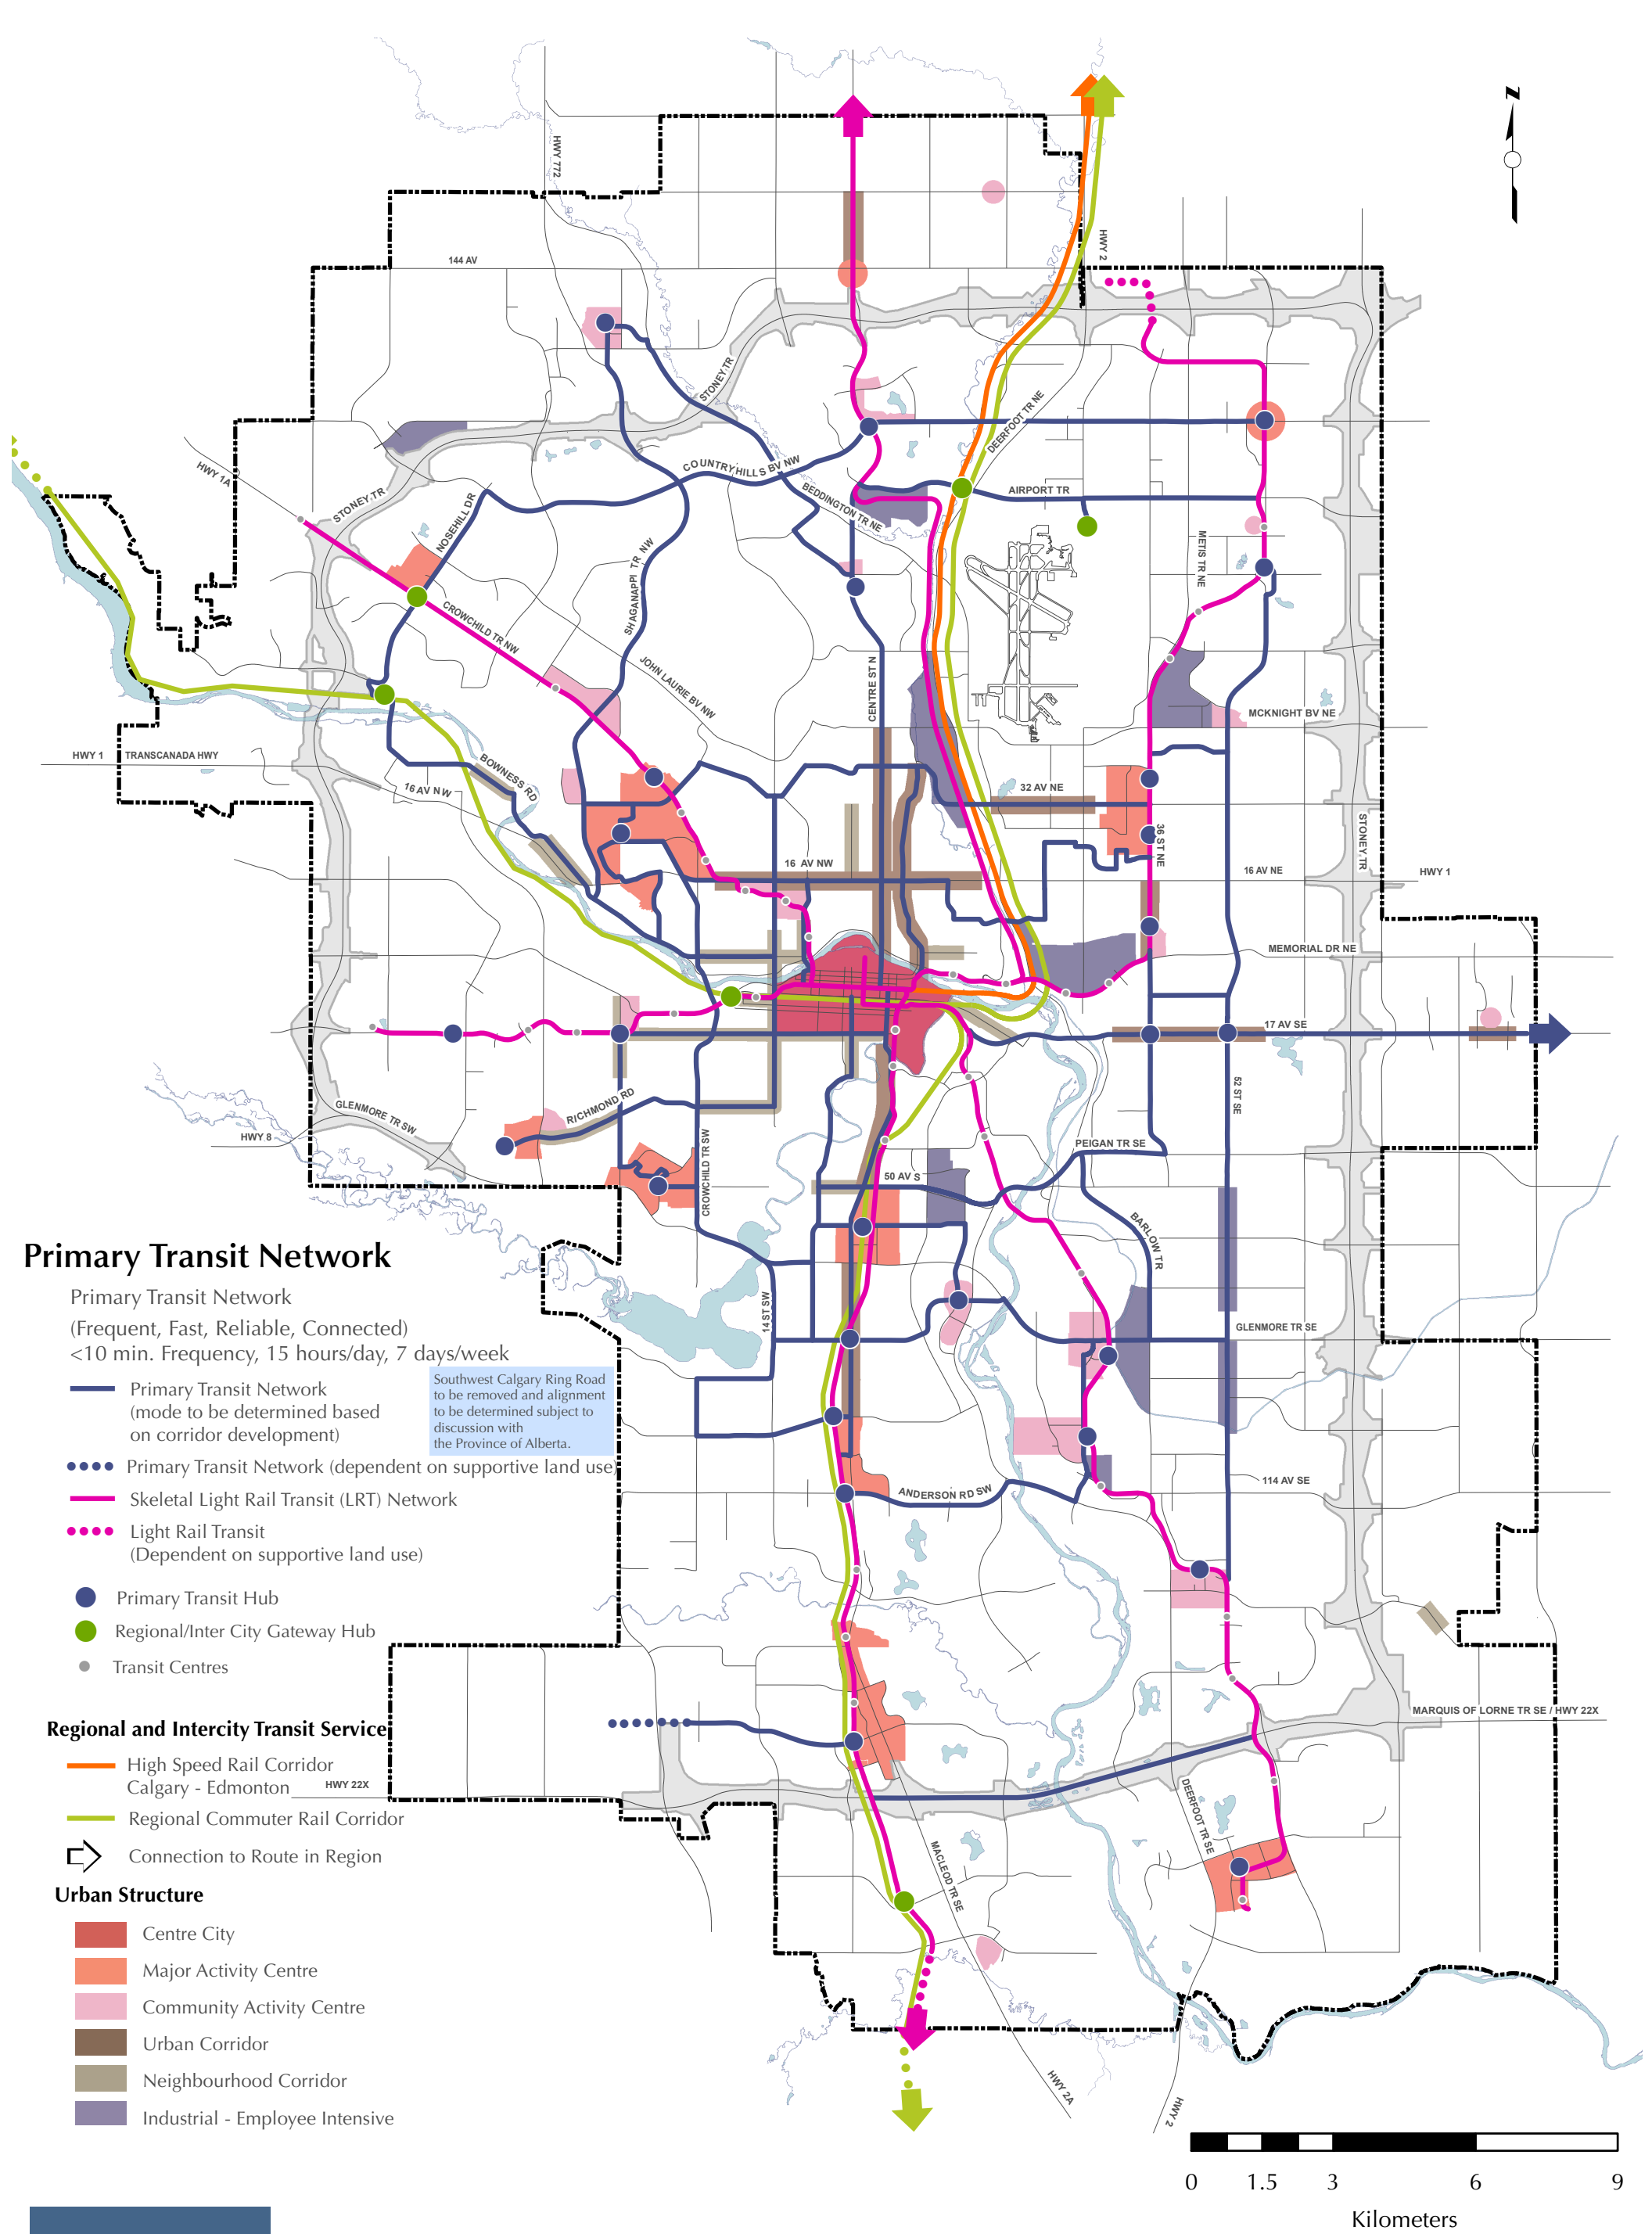 N
HWY 772
HWY 2
144 AV
STONEY TR
DEERFOOT TR NE
HWY 1A
STONEY TR
NOSEHILL DR
COUNTRY HILLS BV NW
BEDDINGTON TR NE
AIRPORT TR
METIS TR NE
SHAGANAPPI TR NW
CROWCHILD TR NW
JOHN LAURIE BV NW
CENTRE ST N
MCKNIGHT BV NE
HWY 1
TRANSCANADA HWY
BOWNESS RD
16 AV NW
32 AV NE
36 ST NE
STONEY TR
16 AV NW
16 AV NE
HWY 1
MEMORIAL DR NE
17 AV SE
52 ST SE
RICHMOND RD
GLENMORE TR SW
HWY 8
CROWCHILD TR SW
PEIGAN TR SE
50 AV S
BARLOW TR
14 ST SW
GLENMORE TR SE
ANDERSON RD SW
114 AV SE
MARQUIS OF LORNE TR SE / HWY 22X
HWY 22X
DEERFOOT TR SE
MACLEOD TR SE
HWY 2A
HWY 2
Primary Transit Network
Primary Transit Network
(Frequent, Fast, Reliable, Connected)
<10 min. Frequency, 15 hours/day, 7 days/week
Primary Transit Network
(mode to be determined based
on corridor development)
Southwest Calgary Ring Road
to be removed and alignment
to be determined subject to
discussion with
the Province of Alberta.
Primary Transit Network (dependent on supportive land use)
Skeletal Light Rail Transit (LRT) Network
Light Rail Transit
(Dependent on supportive land use)
Primary Transit Hub
Regional/Inter City Gateway Hub
Transit Centres
Regional and Intercity Transit Service
High Speed Rail Corridor
Calgary - Edmonton
Regional Commuter Rail Corridor
Connection to Route in Region
Urban Structure
Centre City
Major Activity Centre
Community Activity Centre
Urban Corridor
Neighbourhood Corridor
Industrial - Employee Intensive
0 1.5 3 6 9
Kilometers